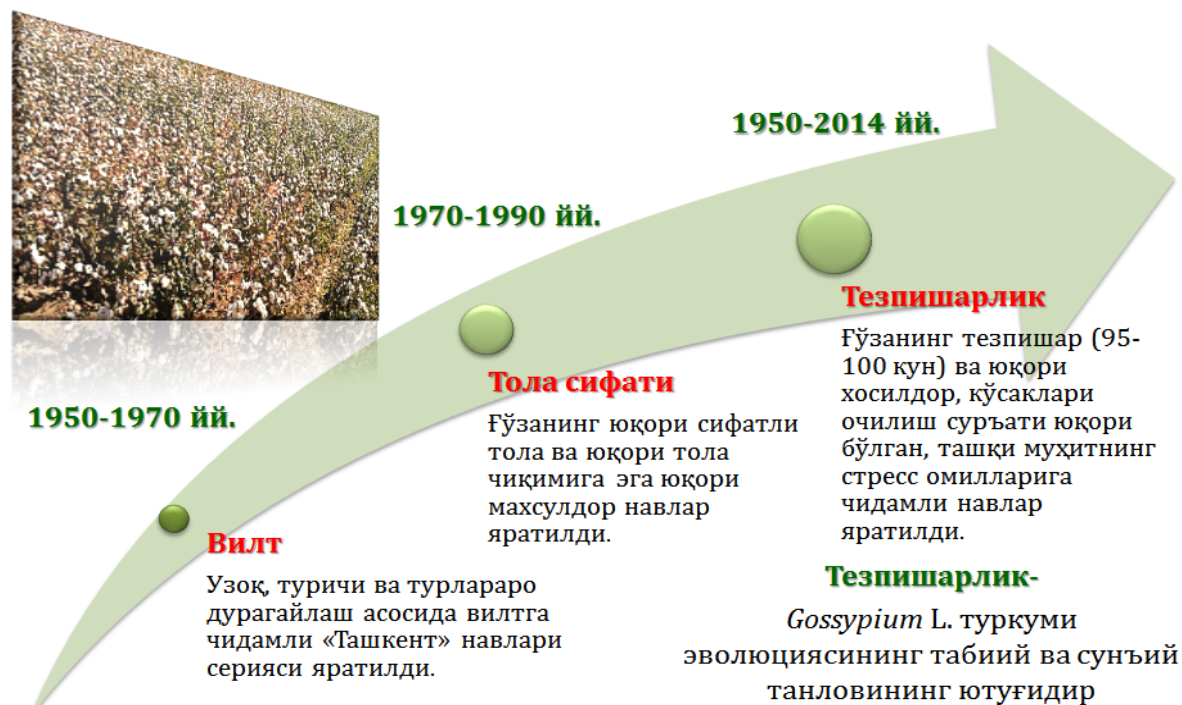 1950-1970 йй.
Вилт
Узоқ, туричи ва турлараро
дурагайлаш асосида вилтга
чидамли «Ташкент» навлари
серияси яратилди.
1970-1990 йй.
Тола сифати
Ғўзанинг юқори сифатли
тола ва юқори тола
чиқимига эга юқори
махсулдор навлар
яратилди.
1950-2014 йй.
Тезпишарлик
Ғўзанинг тезпишар (95-
100 кун) ва юқори
хосилдор, кўсаклари
очилиш суръати юқори
бўлган, ташқи муҳитнинг
стресс омилларига
чидамли навлар
яратилди.
Тезпишарлик-
Gossypium L. туркуми
эволюциясининг табиий ва сунъий
танловининг ютуғидир